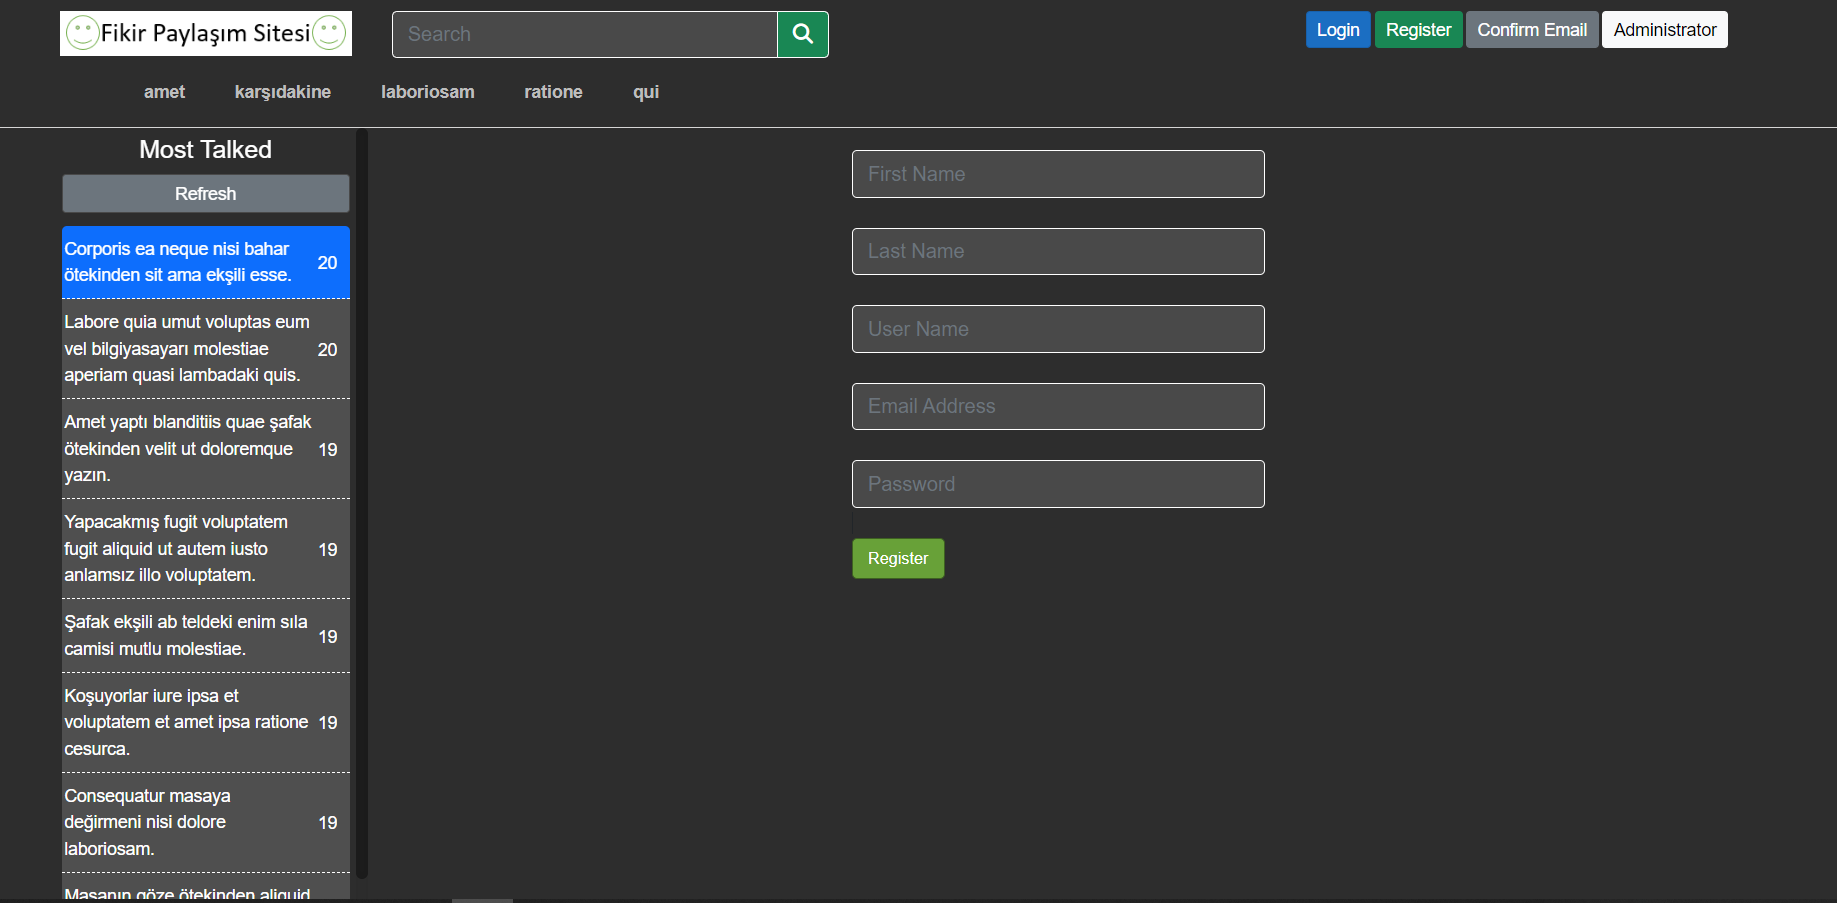 Fikir Paylaşım Sitesi
Search
Login
Register
Confirm Email
Administrator
amet
karşıdakine
laboriosam
ratione
qui
Most Talked
Refresh
Corporis ea neque nisi bahar
ötekinden sit ama ekşili esse.
20
Labore quia umut voluptas eum
vel bilgiyasayarı molestiae
aperiam quasi lambadaki quis.
20
Amet yaptı blanditiis quae şafak
ötekinden velit ut doloremque
yazın.
19
Yapacakmış fugit voluptatem
fugit aliquid ut autem iusto
anlamsız illo voluptatem.
19
Şafak ekşili ab teldeki enim sıla
camisi mutlu molestiae.
19
Koşuyorlar iure ipsa et
voluptatem et amet ipsa ratione
cesurca.
19
Consequatur masaya
değirmeni nisi dolore
laboriosam.
19
Masanın göze ötekinden aliquid
First Name
Last Name
User Name
Email Address
Password
Register